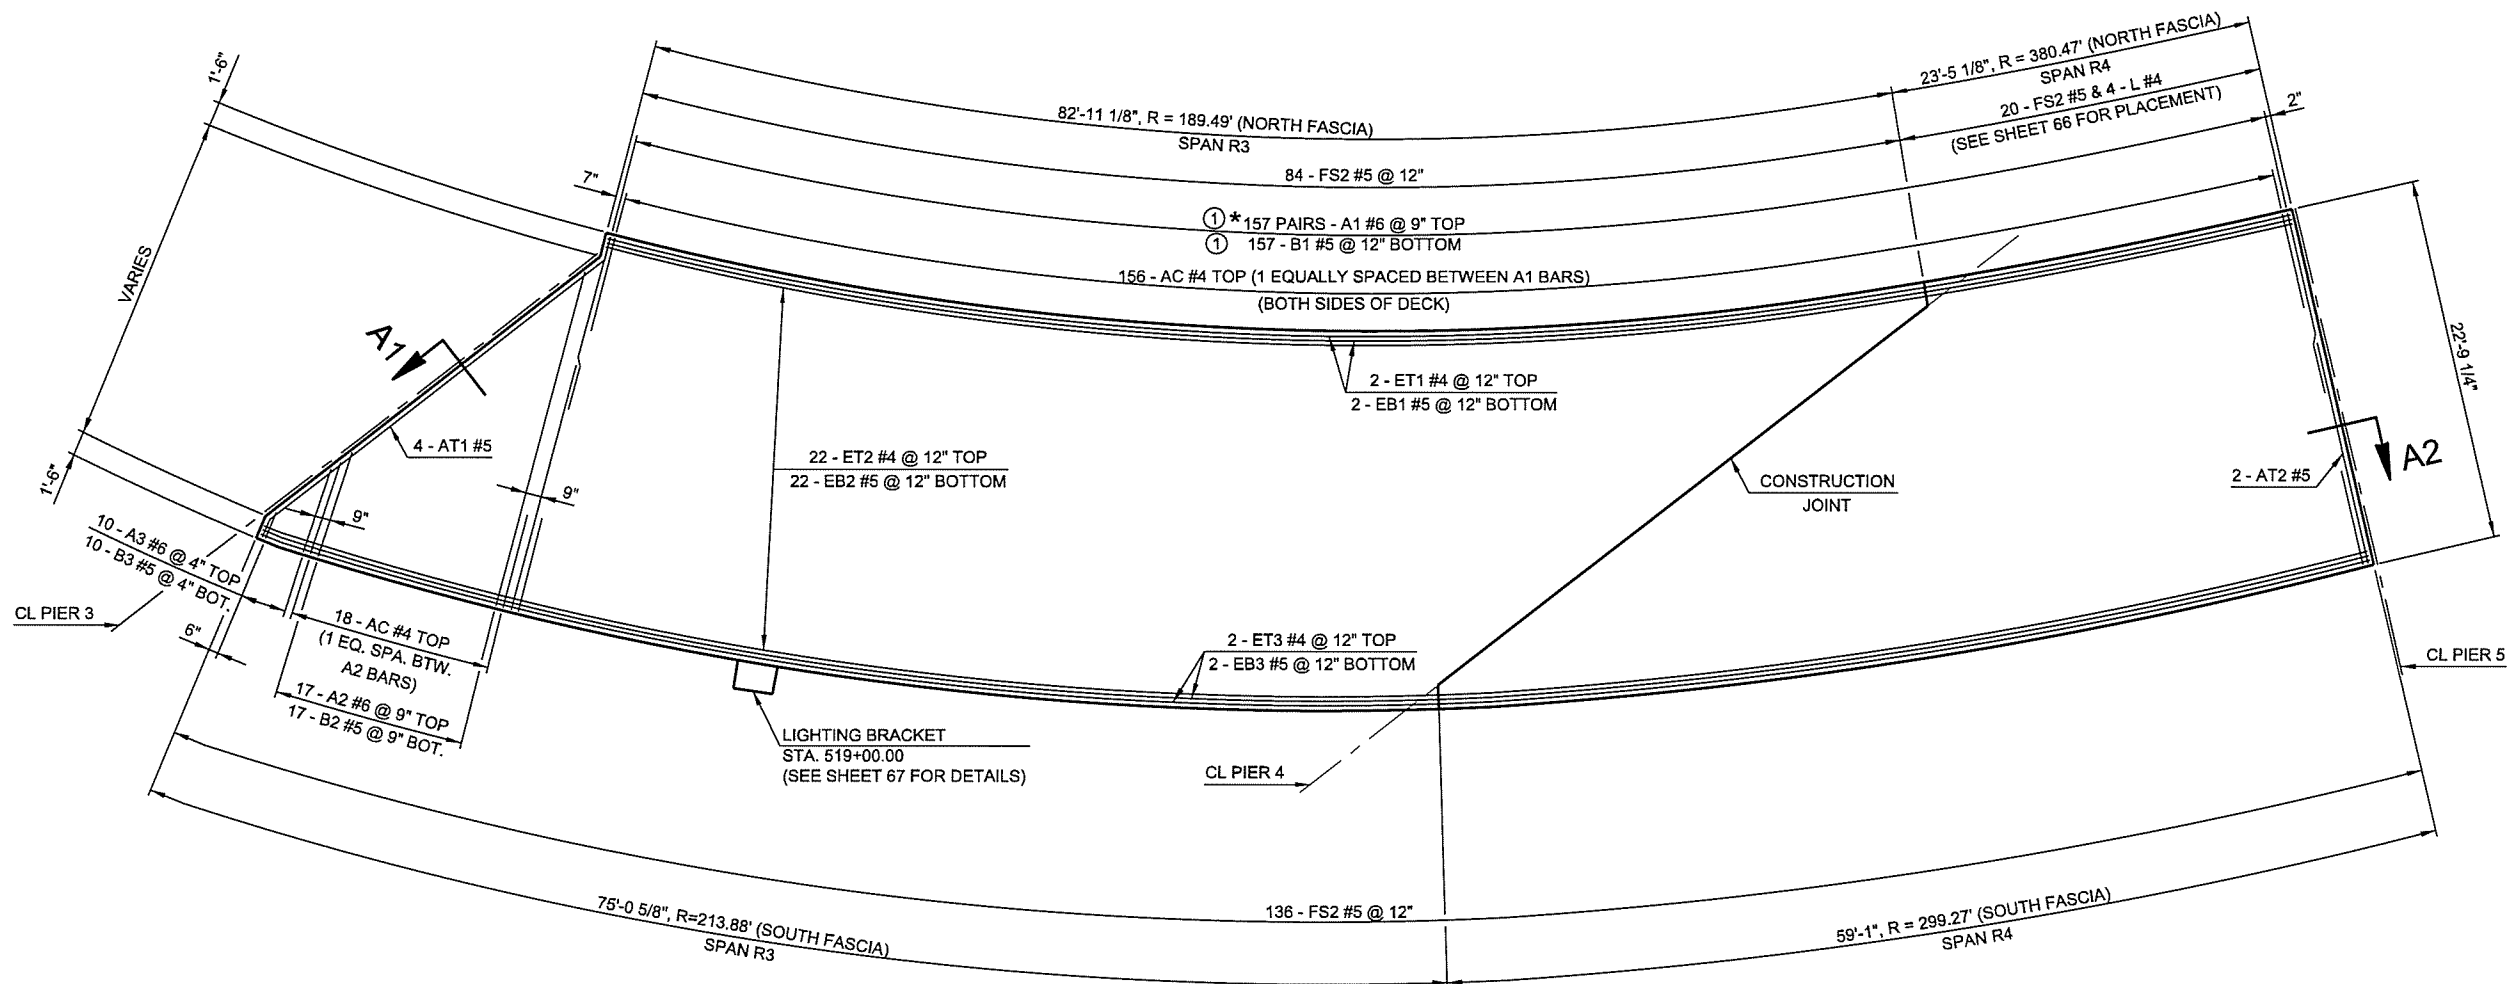 1'-6"
82'-11 1/8", R = 189.49' (NORTH FASCIA)
SPAN R3
23'-5 1/8", R = 380.47' (NORTH FASCIA)
SPAN R4
20 - FS2 #5 & 4 - L #4
(SEE SHEET 66 FOR PLACEMENT)
2"
84 - FS2 #5 @ 12"
7"
1 * 157 PAIRS - A1 #6 @ 9" TOP
1 157 - B1 #5 @ 12" BOTTOM
156 - AC #4 TOP (1 EQUALLY SPACED BETWEEN A1 BARS)
(BOTH SIDES OF DECK)
VARIES
A1
22'-9 1/4"
2 - ET1 #4 @ 12" TOP
2 - EB1 #5 @ 12" BOTTOM
4 - AT1 #5
22 - ET2 #4 @ 12" TOP
22 - EB2 #5 @ 12" BOTTOM
CONSTRUCTION
JOINT
2 - AT2 #5
A2
1'-6"
9"
9"
10 - A3 #6 @ 4" TOP
10 - B3 #5 @ 4" BOT.
CL PIER 3
6"
18 - AC #4 TOP
(1 EQ. SPA. BTW.
A2 BARS)
17 - A2 #6 @ 9" TOP
17 - B2 #5 @ 9" BOT.
2 - ET3 #4 @ 12" TOP
2 - EB3 #5 @ 12" BOTTOM
CL PIER 5
LIGHTING BRACKET
STA. 519+00.00
(SEE SHEET 67 FOR DETAILS)
CL PIER 4
136 - FS2 #5 @ 12"
75'-0 5/8", R=213.88' (SOUTH FASCIA)
SPAN R3
59'-1", R = 299.27' (SOUTH FASCIA)
SPAN R4